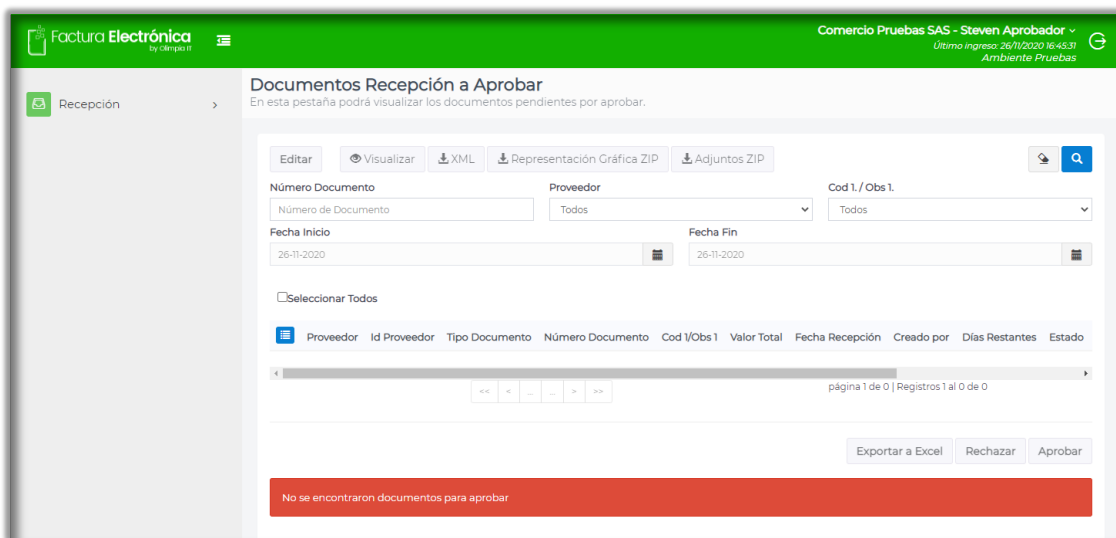 Factura Electrónica
by Olimpia IT
Comercio Pruebas SAS - Steven Aprobador
Último ingreso: 26/11/2020 16:45:31
Ambiente Pruebas
Recepción
Documentos Recepción a Aprobar
En esta pestaña podrá visualizar los documentos pendientes por aprobar.
Editar Visualizar XML Representación Gráfica ZIP Adjuntos ZIP
Número Documento Proveedor Cod 1. / Obs 1.
Número de Documento Todos Todos
Fecha Inicio Fecha Fin
26-11-2020 26-11-2020
Seleccionar Todos
Proveedor Id Proveedor Tipo Documento Número Documento Cod 1/Obs 1 Valor Total Fecha Recepción Creado por Días Restantes Estado
<< < ... ... > >> página 1 de 0 | Registros 1 al 0 de 0
Exportar a Excel Rechazar Aprobar
No se encontraron documentos para aprobar